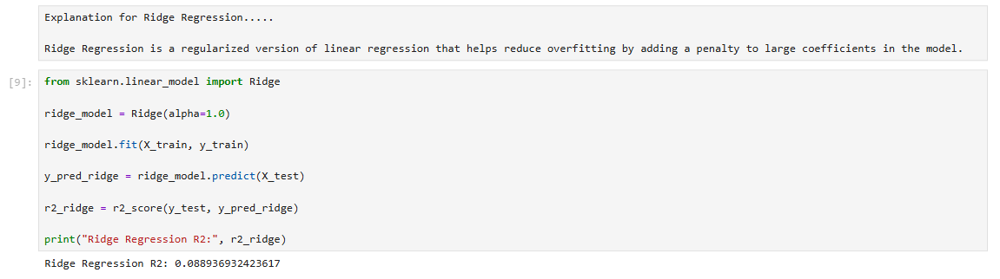 Explanation for Ridge Regression.....
Ridge Regression is a regularized version of linear regression that helps reduce overfitting by adding a penalty to large coefficients in the model.
[9]: from sklearn.linear_model import Ridge
ridge_model = Ridge(alpha=1.0)
ridge_model.fit(X_train, y_train)
y_pred_ridge = ridge_model.predict(X_test)
r2_ridge = r2_score(y_test, y_pred_ridge)
print("Ridge Regression R2:", r2_ridge)
Ridge Regression R2: 0.088936932423617